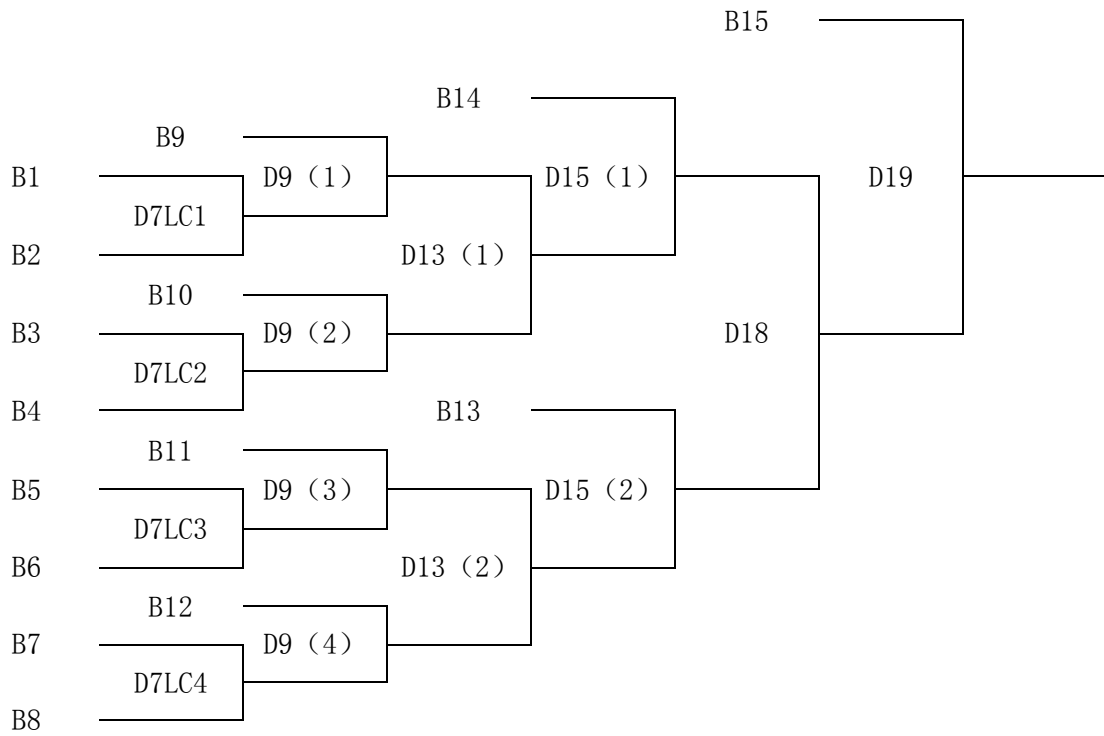 B15
B14
B9
B1 D9（1） D15（1） D19
D7LC1
B2 D13（1）
B10
B3 D9（2） D18
D7LC2
B4 B13
B11
B5 D9（3） D15（2）
D7LC3
B6 D13（2）
B12
B7 D9（4）
D7LC4
B8